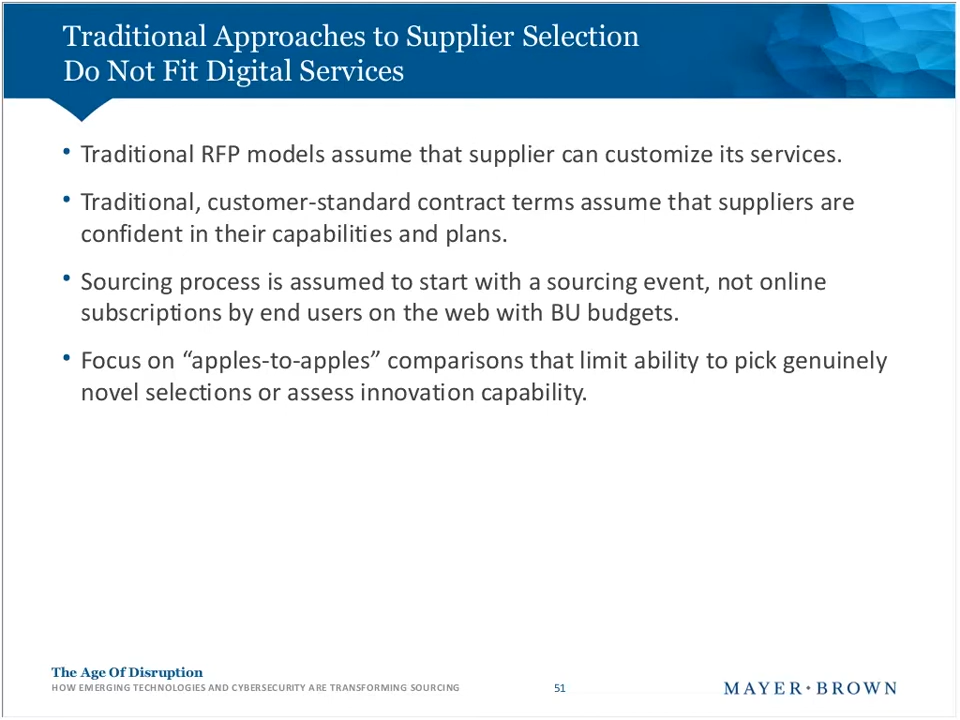 Traditional Approaches to Supplier Selection
Do Not Fit Digital Services
• Traditional RFP models assume that supplier can customize its services.
• Traditional, customer-standard contract terms assume that suppliers are
confident in their capabilities and plans.
• Sourcing process is assumed to start with a sourcing event, not online
subscriptions by end users on the web with BU budgets.
• Focus on “apples-to-apples” comparisons that limit ability to pick genuinely
novel selections or assess innovation capability.
The Age Of Disruption
HOW EMERGING TECHNOLOGIES AND CYBERSECURITY ARE TRANSFORMING SOURCING
51
MAYER • BROWN